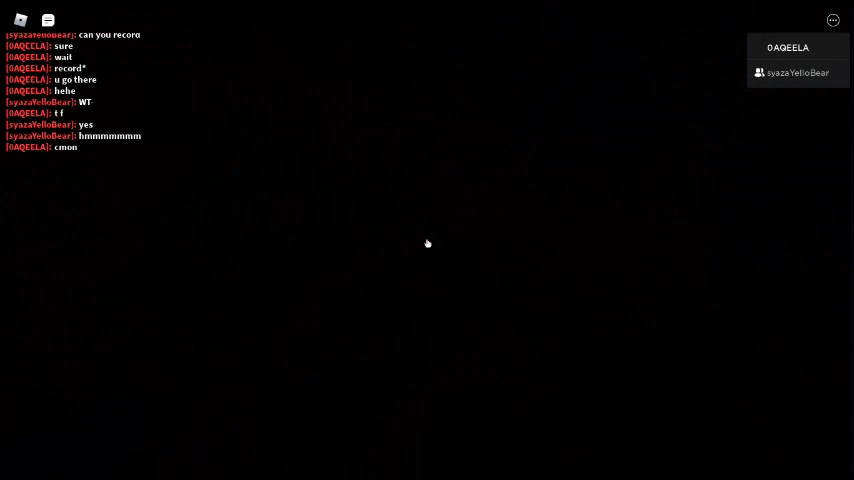 [syazaYelloBear]: can you record
[0AQEELA]: sure
[0AQEELA]: wait
[0AQEELA]: record*
[0AQEELA]: u go there
[0AQEELA]: hehe
[syazaYelloBear]: WT-
[0AQEELA]: t f
[syazaYelloBear]: yes
[syazaYelloBear]: hmmmmmmm
[0AQEELA]: cmon
0AQEELA
syazaYelloBear